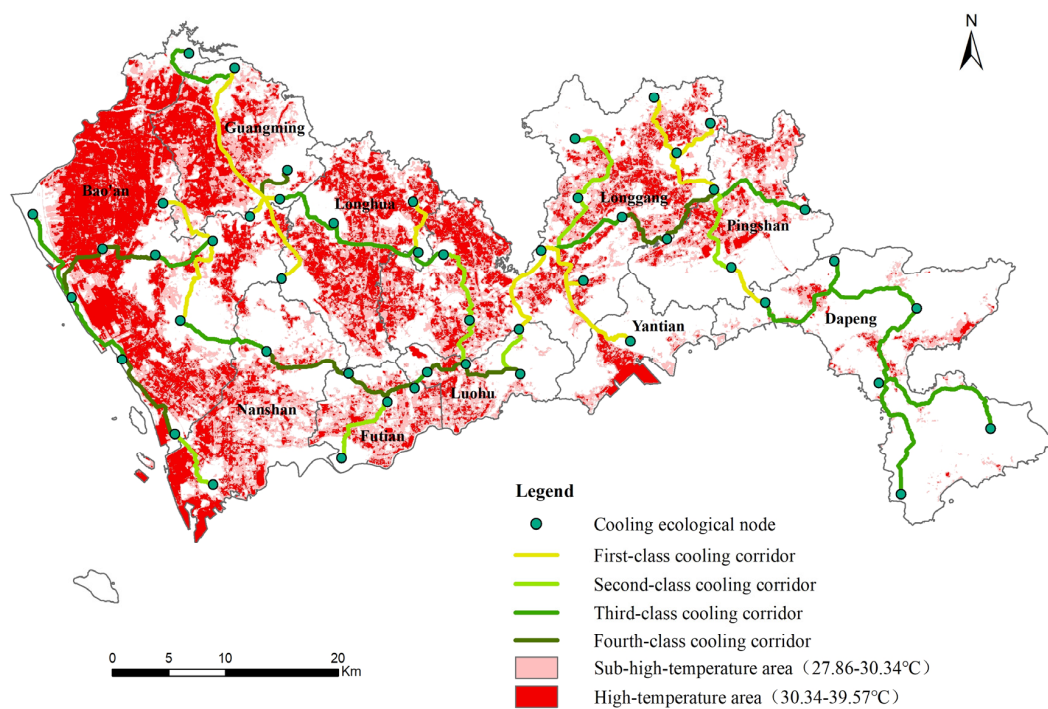 N
Guangming
Bao'an
Longhua
Longgang
Pingshan
Yantian
Dapeng
Nanshan
Luohu
Futian
Legend
Cooling ecological node
First-class cooling corridor
Second-class cooling corridor
Third-class cooling corridor
Fourth-class cooling corridor
Sub-high-temperature area（27.86-30.34℃）
High-temperature area（30.34-39.57℃）
0 5 10 20
Km